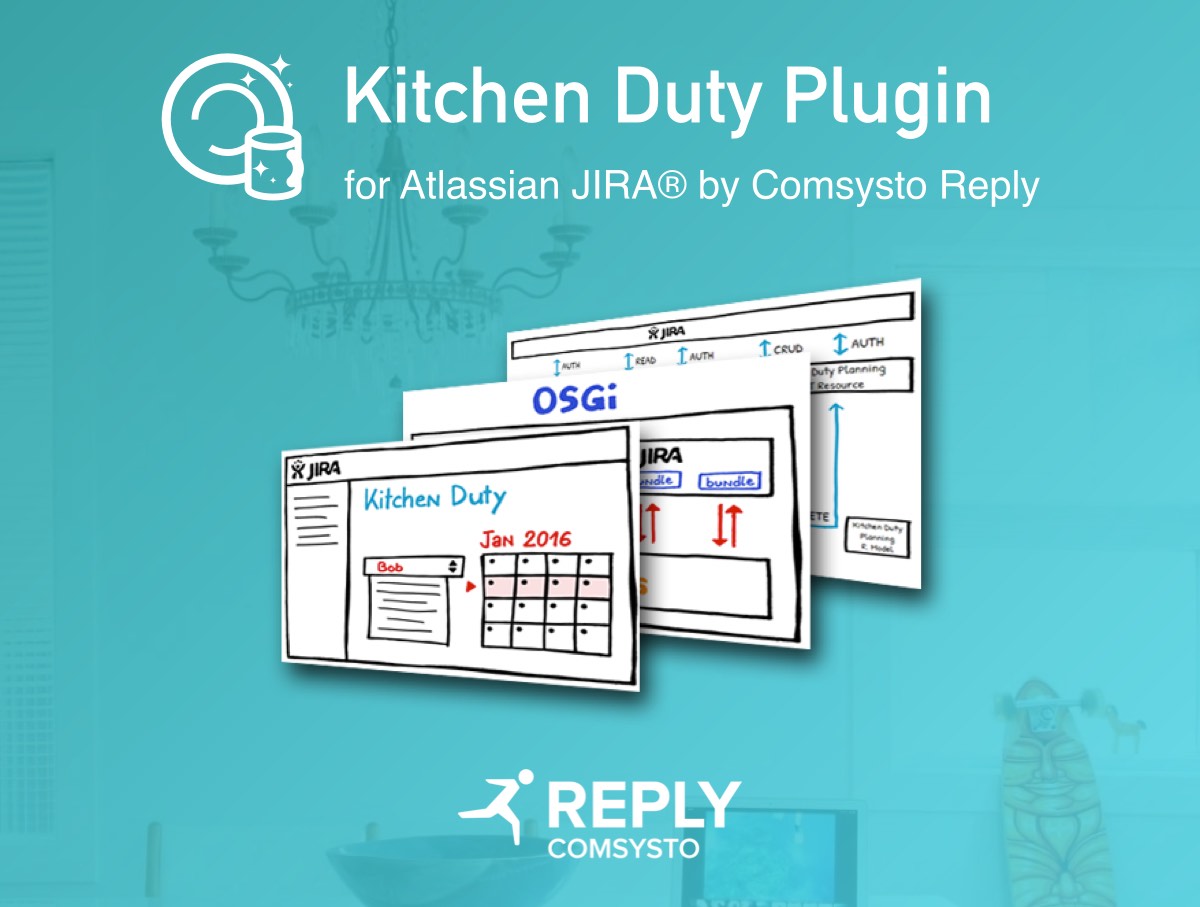 Kitchen Duty Plugin
for Atlassian JIRA® by Comsysto Reply
JIRA
AUTH
READ
AUTH
CRUD
AUTH
Duty Planning
Resource
Kitchen Duty
Planning
R. Model
OSGi
JIRA
bundle
JIRA
Kitchen Duty
Jan 2016
Bob
REPLY
COMSYSTO